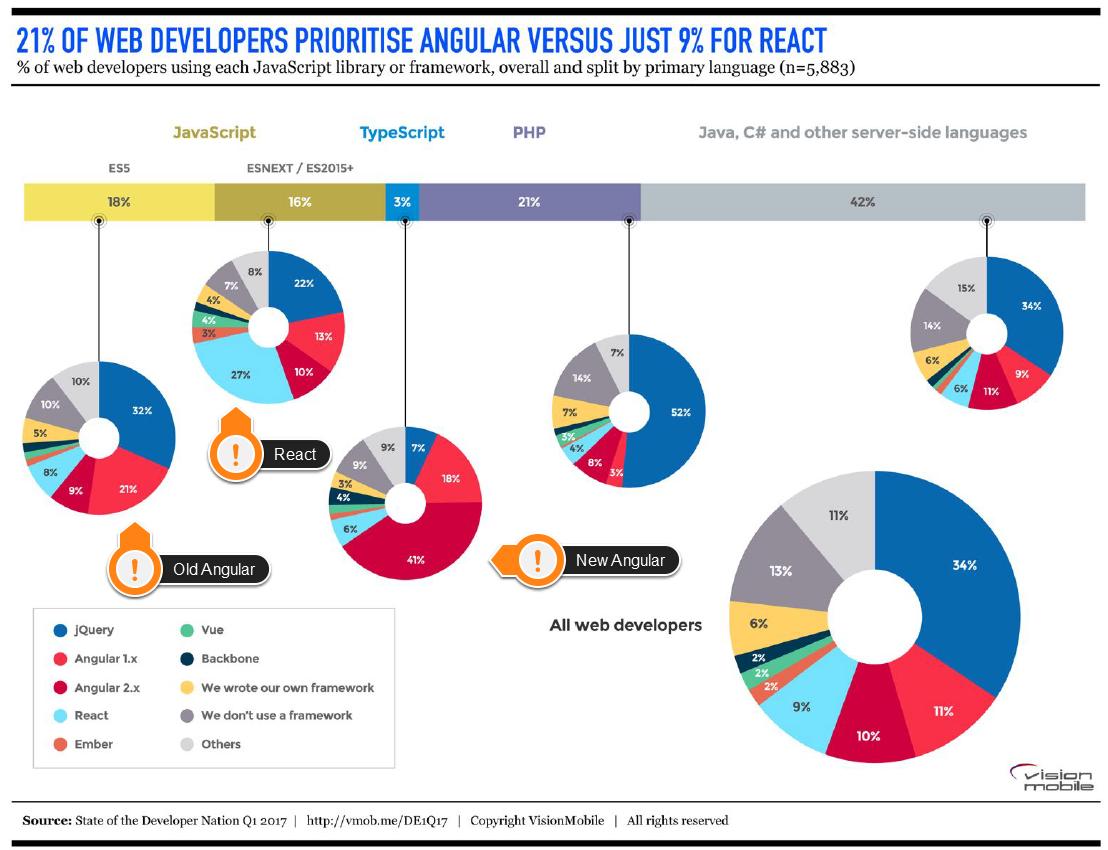 21% OF WEB DEVELOPERS PRIORITISE ANGULAR VERSUS JUST 9% FOR REACT
% of web developers using each JavaScript library or framework, overall and split by primary language (n=5,883)
JavaScript
TypeScript
PHP
Java, C# and other server-side languages
ES5
ESNEXT / ES2015+
18%
16%
3%
21%
42%
32%
21%
9%
8%
5%
10%
10%
22%
13%
10%
27%
3%
4%
4%
7%
8%
React
Old Angular
7%
18%
41%
6%
4%
3%
9%
9%
New Angular
52%
3%
8%
4%
3%
7%
14%
7%
34%
9%
11%
6%
6%
14%
15%
All web developers
34%
11%
10%
9%
2%
2%
2%
6%
13%
11%
jQuery
Angular 1.x
Angular 2.x
React
Ember
Vue
Backbone
We wrote our own framework
We don't use a framework
Others
vision
mobile
Source: State of the Developer Nation Q1 2017 | http://vmob.me/DE1Q17 | Copyright VisionMobile | All rights reserved